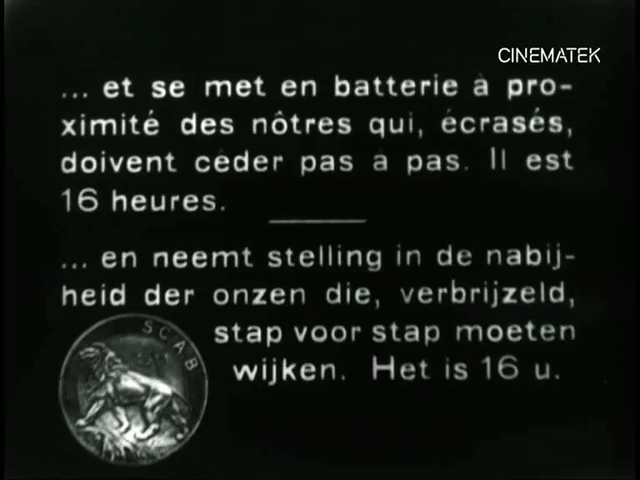 CINEMATEK
... et se met en batterie à pro-
ximité des nôtres qui, écrasés,
doivent céder pas à pas. Il est
16 heures.
... en neemt stelling in de nabij-
heid der onzen die, verbrijzeld,
stap voor stap moeten
wijken. Het is 16 u.
SCAB